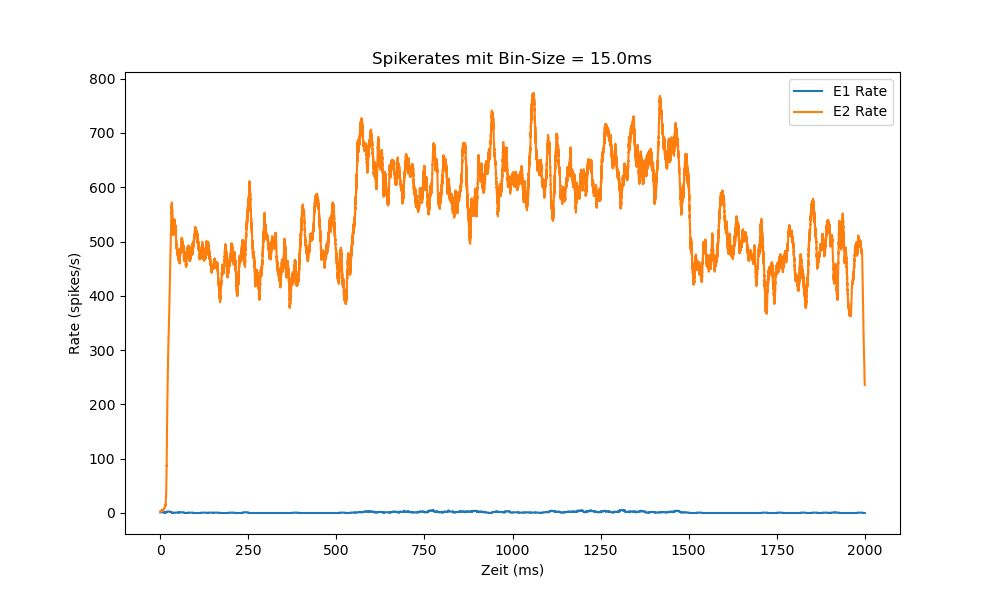 Spikerates mit Bin-Size = 15.0ms
E1 Rate
E2 Rate
Rate (spikes/s)
800
700
600
500
400
300
200
100
0
0 250 500 750 1000 1250 1500 1750 2000
Zeit (ms)